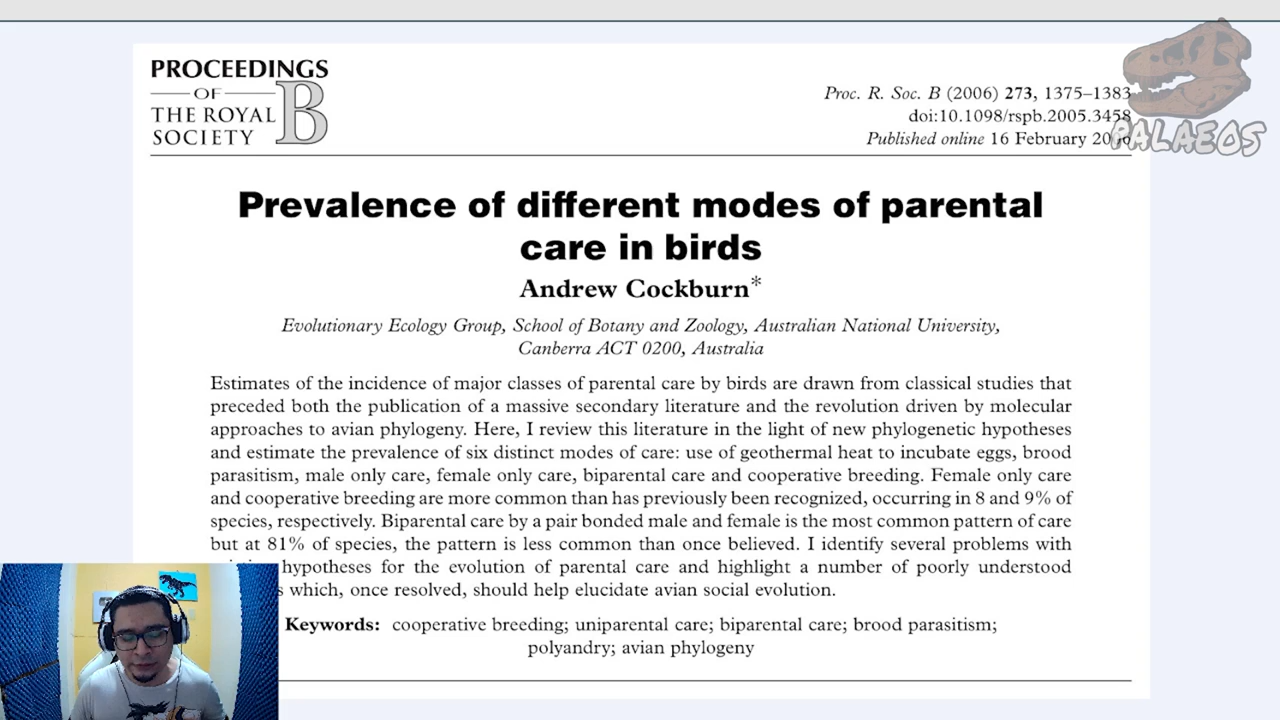 PROCEEDINGS
OF
THE ROYAL
SOCIETY B
Proc. R. Soc. B (2006) 273, 1375–1383
doi:10.1098/rspb.2005.3458
Published online 16 February 2006
PALAEOS
Prevalence of different modes of parental
care in birds
Andrew Cockburn*
Evolutionary Ecology Group, School of Botany and Zoology, Australian National University,
Canberra ACT 0200, Australia
Estimates of the incidence of major classes of parental care by birds are drawn from classical studies that
preceded both the publication of a massive secondary literature and the revolution driven by molecular
approaches to avian phylogeny. Here, I review this literature in the light of new phylogenetic hypotheses
and estimate the prevalence of six distinct modes of care: use of geothermal heat to incubate eggs, brood
parasitism, male only care, female only care, biparental care and cooperative breeding. Female only care
and cooperative breeding are more common than has previously been recognized, occurring in 8 and 9% of
species, respectively. Biparental care by a pair bonded male and female is the most common pattern of care
but at 81% of species, the pattern is less common than once believed. I identify several problems with
hypotheses for the evolution of parental care and highlight a number of poorly understood
which, once resolved, should help elucidate avian social evolution.
Keywords: cooperative breeding; uniparental care; biparental care; brood parasitism;
polyandry; avian phylogeny